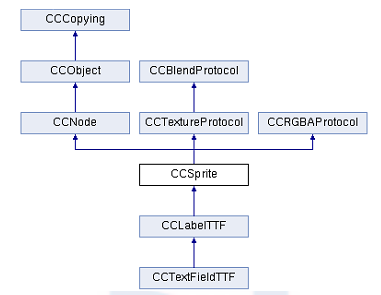 CCCopying
CCObject CCBlendProtocol
CCNode CCTextureProtocol CCRGBAProtocol
CCSprite
CCLabelTTF
CCTextFieldTTF